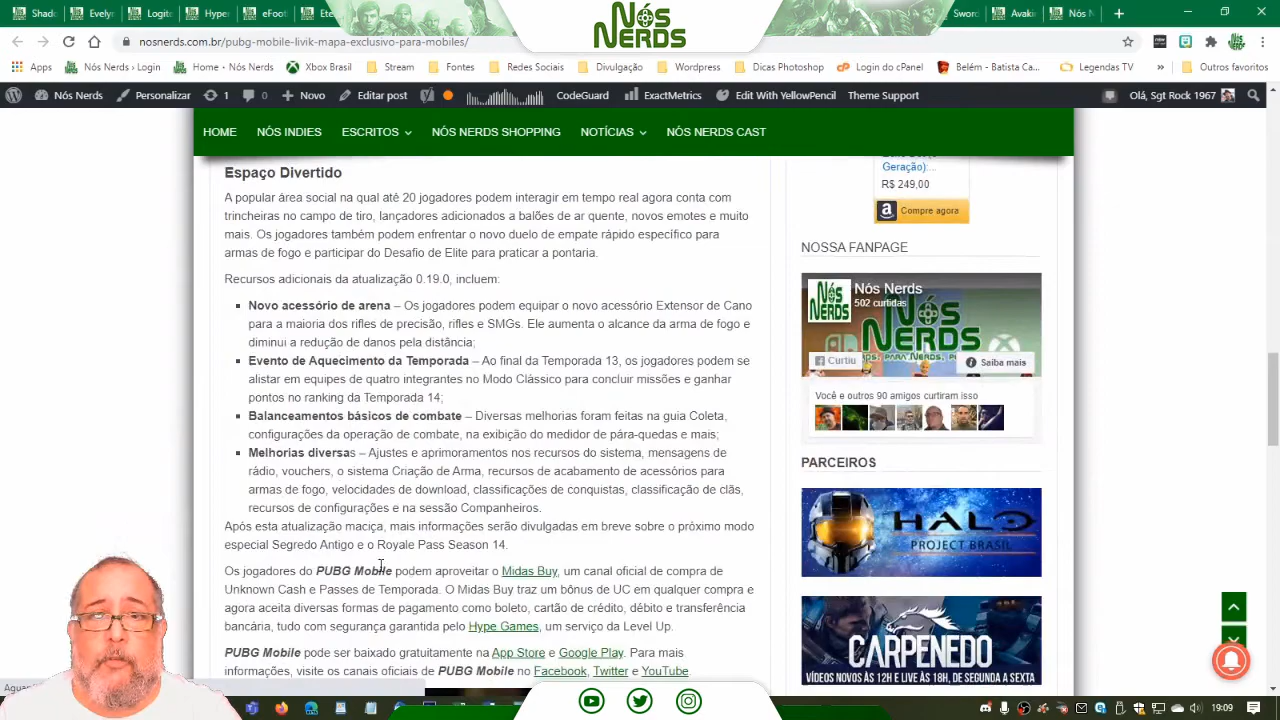 Hyper
eFoot
NÓS
NERDS
Sword
Avalo
Nós N
nosnerds.com.br/pubg-mobile-livik-mapa-exclusivo-para-mobiles/
Apps
Nós Nerds › Login
Home - Nós Nerds
Xbox Brasil
Stream
Fontes
Redes Sociais
Divulgação
Wordpress
Dicas Photoshop
Login do cPanel
Belém - Batista Ca...
Legendas TV
»
Outros favoritos
Nós Nerds
Personalizar
1
0
Novo
Editar post
CodeGuard
ExactMetrics
Edit With YellowPencil
Theme Support
Olá, Sgt Rock 1967
HOME
NÓS INDIES
ESCRITOS
NÓS NERDS SHOPPING
NOTÍCIAS
NÓS NERDS CAST
Espaço Divertido
A popular área social na qual até 20 jogadores podem interagir em tempo real agora conta com
trincheiras no campo de tiro, lançadores adicionados a balões de ar quente, novos emotes e muito
mais. Os jogadores também podem enfrentar o novo duelo de empate rápido específico para
armas de fogo e participar do Desafio de Elite para praticar a pontaria.
Recursos adicionais da atualização 0.19.0, incluem:
Novo acessório de arena – Os jogadores podem equipar o novo acessório Extensor de Cano
para a maioria dos rifles de precisão, rifles e SMGs. Ele aumenta o alcance da arma de fogo e
diminui a redução de danos pela distância;
Evento de Aquecimento da Temporada – Ao final da Temporada 13, os jogadores podem se
alistar em equipes de quatro integrantes no Modo Clássico para concluir missões e ganhar
pontos no ranking da Temporada 14;
Balanceamentos básicos de combate – Diversas melhorias foram feitas na guia Coleta,
configurações da operação de combate, na exibição do medidor de pára-quedas e mais;
Melhorias diversas – Ajustes e aprimoramentos nos recursos do sistema, mensagens de
rádio, vouchers, o sistema Criação de Arma, recursos de acabamento de acessórios para
armas de fogo, velocidades de download, classificações de conquistas, classificação de clãs,
recursos de configurações e na sessão Companheiros.
Após esta atualização maciça, mais informações serão divulgadas em breve sobre o próximo modo
especial Segredo Antigo e o Royale Pass Season 14.
Os jogadores do PUBG Mobile podem aproveitar o Midas Buy, um canal oficial de compra de
Unknown Cash e Passes de Temporada. O Midas Buy traz um bônus de UC em qualquer compra e
agora aceita diversas formas de pagamento como boleto, cartão de crédito, débito e transferência
bancária, tudo com segurança garantida pelo Hype Games, um serviço da Level Up.
PUBG Mobile pode ser baixado gratuitamente na App Store e Google Play. Para mais
informações, visite os canais oficiais de PUBG Mobile no Facebook, Twitter e YouTube.
Geração):...
R$ 249,00
Compre agora
NOSSA FANPAGE
NÓS
NERDS
Nós Nerds
502 curtidas
NÓS
NERDS
Curtiu
Saiba mais
Você e outros 90 amigos curtiram isso
PARCEIROS
HALO
PROJECT BRASIL
CARPENEDO
VÍDEOS NOVOS ÀS 12H E LIVE ÀS 18H, DE SEGUNDA A SEXTA
19:09